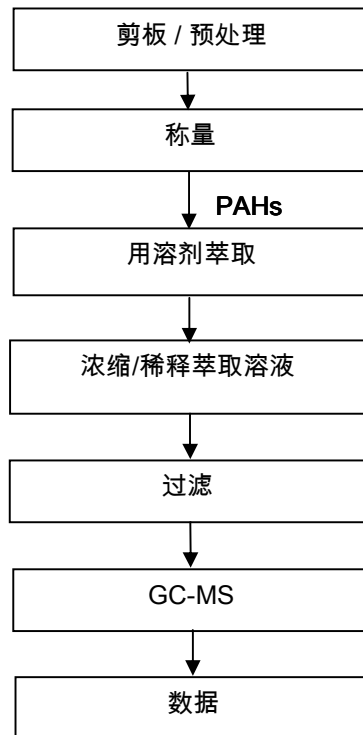 剪板 / 预处理
称量
PAHs
用溶剂萃取
浓缩/稀释萃取溶液
过滤
GC-MS
数据